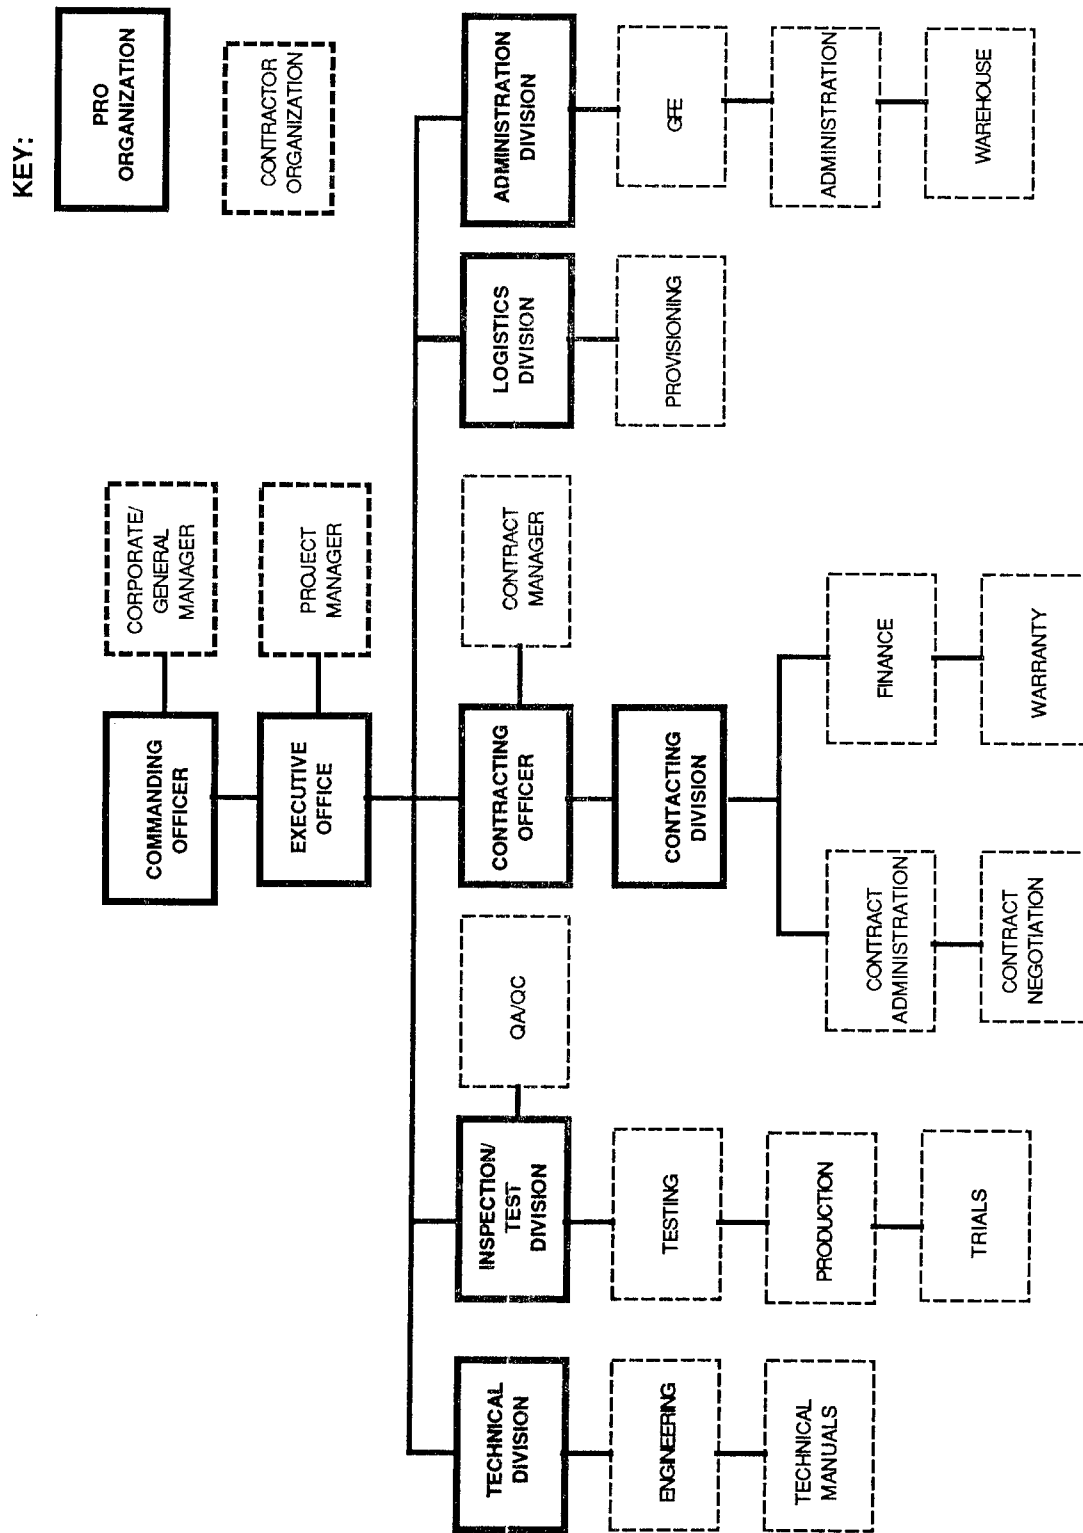 KEY:
PRO
ORGANIZATION
CONTRACTOR
ORGANIZATION
COMMANDING
OFFICER
CORPORATE/
GENERAL
MANAGER
EXECUTIVE
OFFICE
PROJECT
MANAGER
TECHNICAL
DIVISION
INSPECTION/
TEST
DIVISION
QA/QC
CONTRACTING
OFFICER
CONTRACT
MANAGER
LOGISTICS
DIVISION
ADMINISTRATION
DIVISION
ENGINEERING
TESTING
CONTACTING
DIVISION
PROVISIONING
GFE
TECHNICAL
MANUALS
PRODUCTION
ADMINISTRATION
CONTRACT
ADMINISTRATION
FINANCE
TRIALS
WAREHOUSE
CONTRACT
NEGOTIATION
WARRANTY